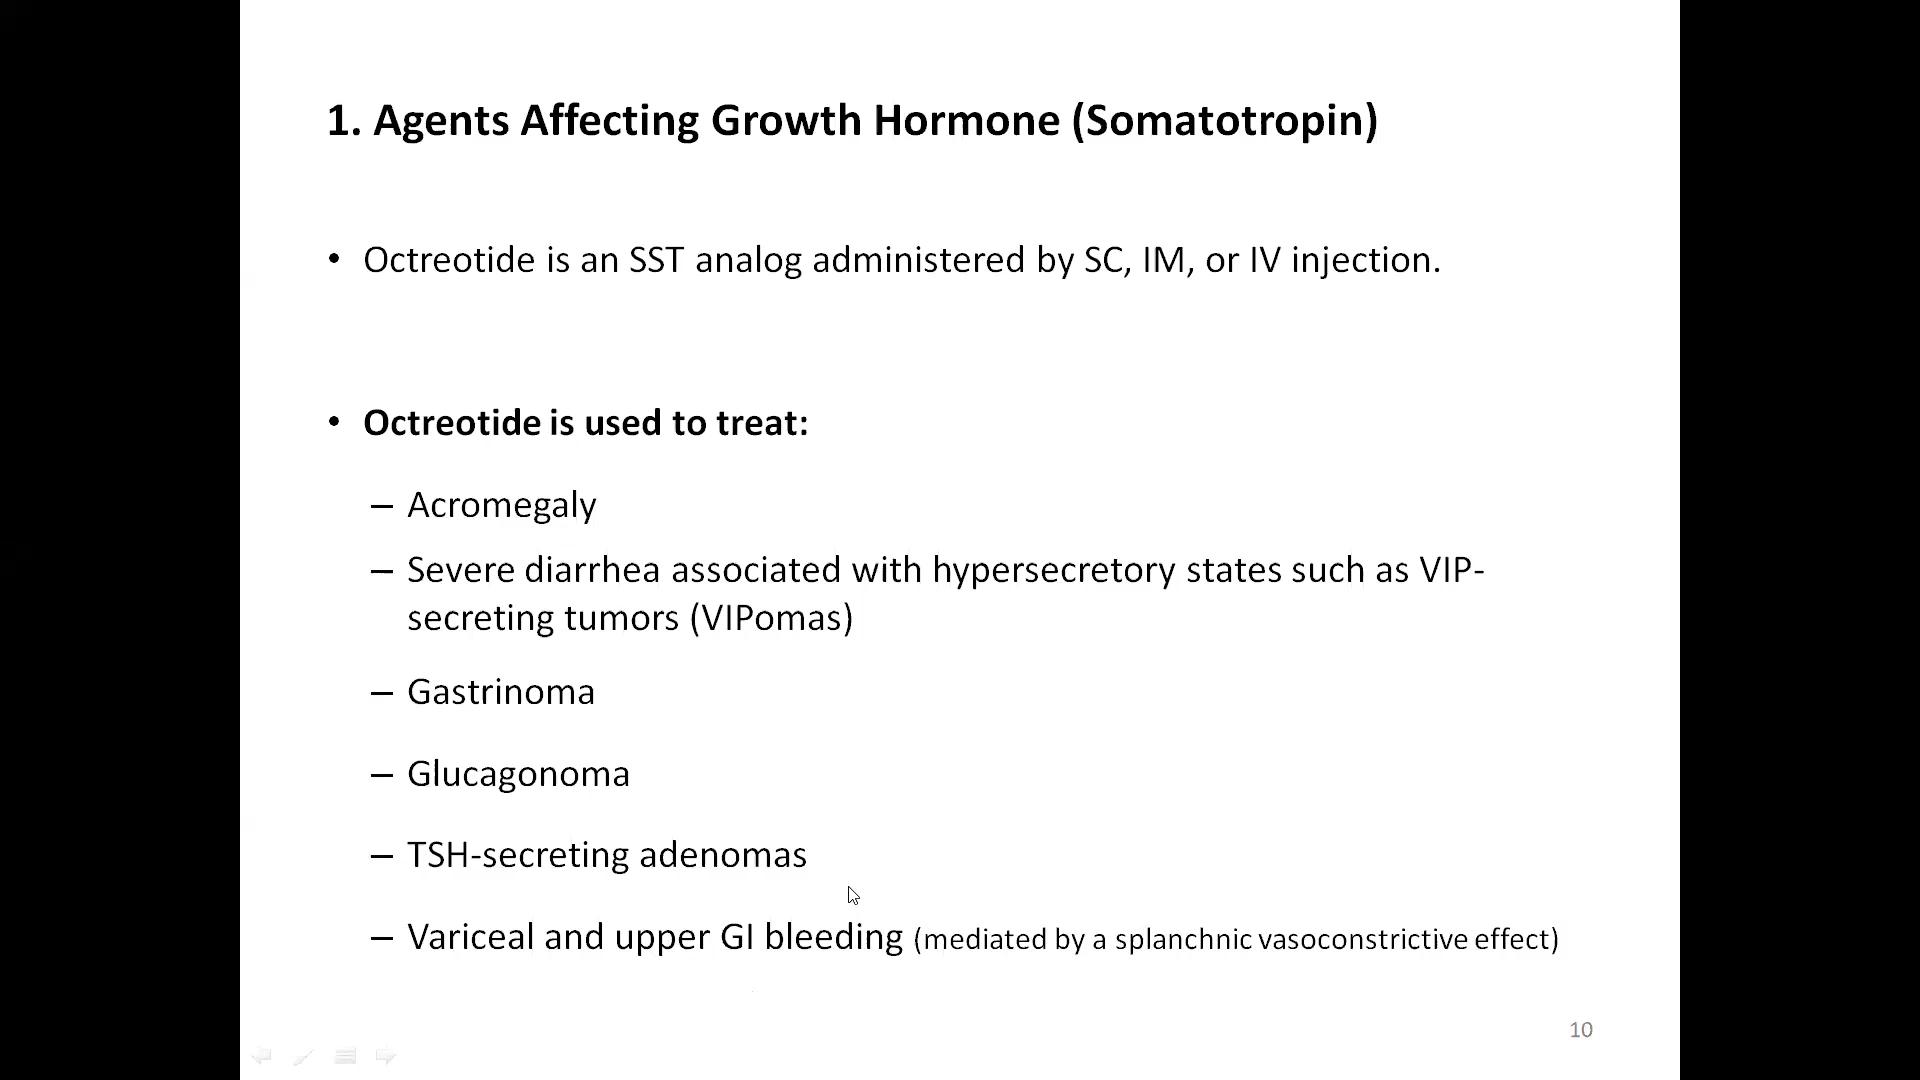 1. Agents Affecting Growth Hormone (Somatotropin)
• Octreotide is an SST analog administered by SC, IM, or IV injection.
• Octreotide is used to treat:
– Acromegaly
– Severe diarrhea associated with hypersecretory states such as VIP-
secreting tumors (VIPomas)
– Gastrinoma
– Glucagonoma
– TSH-secreting adenomas
– Variceal and upper GI bleeding (mediated by a splanchnic vasoconstrictive effect)
10